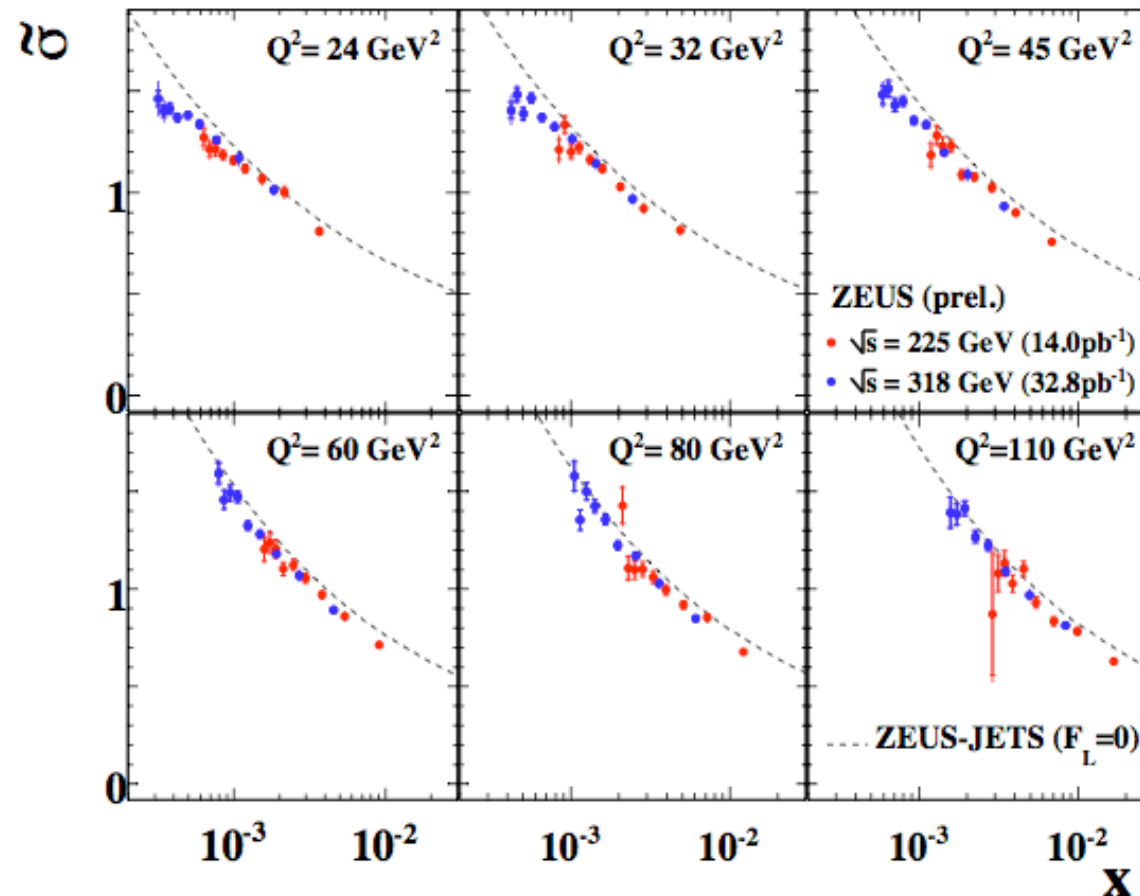 σ̃
Q²= 24 GeV²
Q²= 32 GeV²
Q²= 45 GeV²
1
0
ZEUS (prel.)
√s = 225 GeV (14.0pb⁻¹)
√s = 318 GeV (32.8pb⁻¹)
Q²= 60 GeV²
Q²= 80 GeV²
Q²=110 GeV²
1
0
ZEUS-JETS (F_L=0)
10⁻³ 10⁻² 10⁻³ 10⁻² 10⁻³ 10⁻²
x